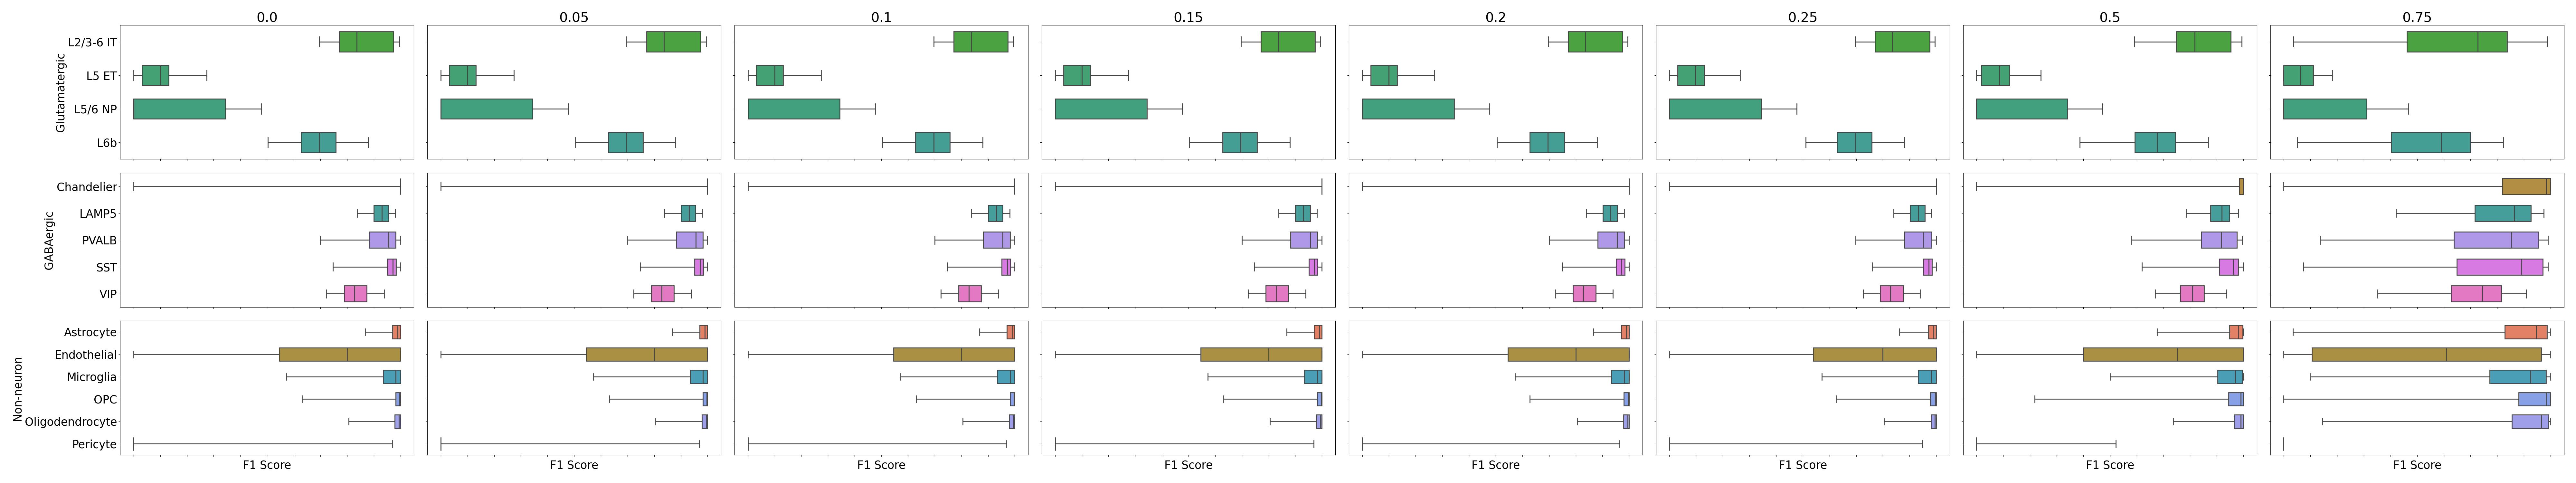 0.0 0.05 0.1 0.15 0.2 0.25 0.5 0.75
Glutamatergic
L2/3-6 IT
L5 ET
L5/6 NP
L6b
GABAergic
Chandelier
LAMP5
PVALB
SST
VIP
Non-neuron
Astrocyte
Endothelial
Microglia
OPC
Oligodendrocyte
Pericyte
F1 Score F1 Score F1 Score F1 Score F1 Score F1 Score F1 Score F1 Score